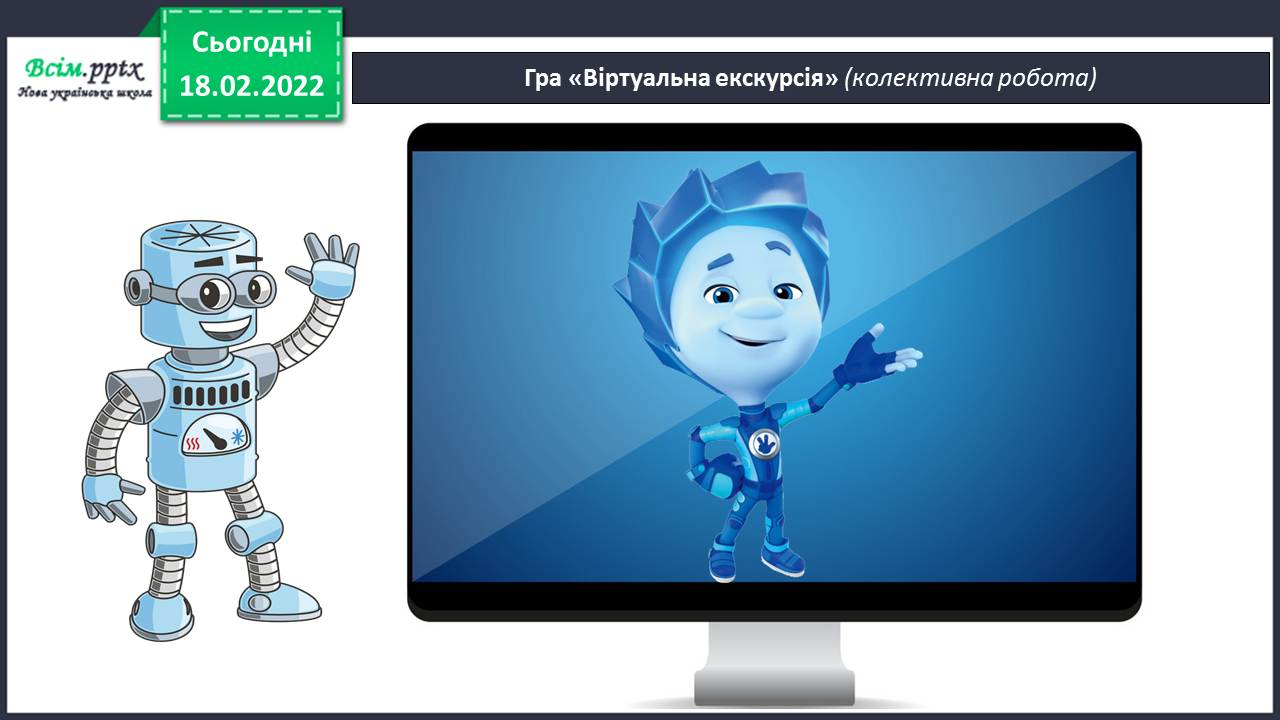 Сьогодні
18.02.2022
Всім.pptx
Нова українська школа
Гра «Віртуальна екскурсія» (колективна робота)